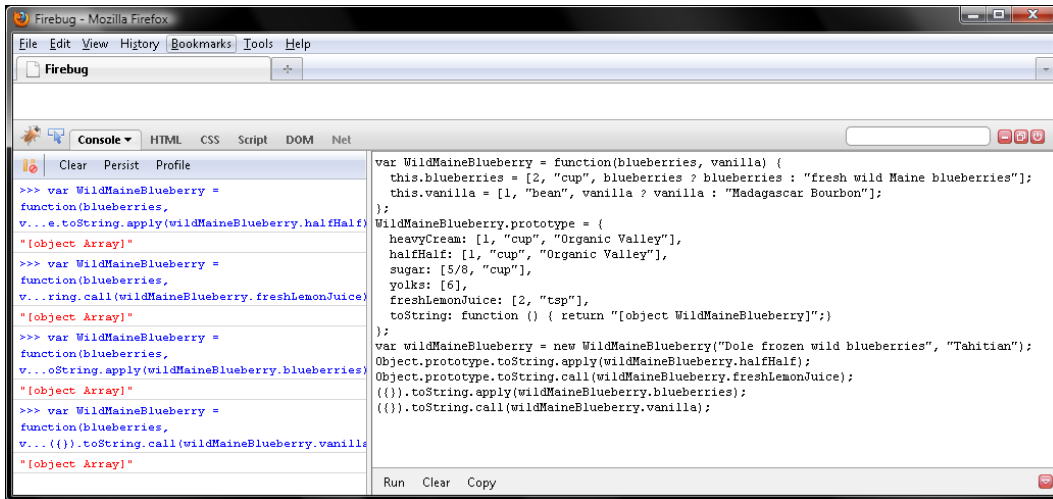 Firebug - Mozilla Firefox
File Edit View History Bookmarks Tools Help
Firebug
Console HTML CSS Script DOM Net
Clear Persist Profile
>>> var WildMaineBlueberry =
function(blueberries,
v...e.toString.apply(wildMaineBlueberry.halfHalf)
"[object Array]"
>>> var WildMaineBlueberry =
function(blueberries,
v...ring.call(wildMaineBlueberry.freshLemonJuice)
"[object Array]"
>>> var WildMaineBlueberry =
function(blueberries,
v...oString.apply(wildMaineBlueberry.blueberries)
"[object Array]"
>>> var WildMaineBlueberry =
function(blueberries,
v...({}).toString.call(wildMaineBlueberry.vanilla
"[object Array]"
var WildMaineBlueberry = function(blueberries, vanilla) {
this.blueberries = [2, "cup", blueberries ? blueberries : "fresh wild Maine blueberries"];
this.vanilla = [1, "bean", vanilla ? vanilla : "Madagascar Bourbon"];
};
WildMaineBlueberry.prototype = {
heavyCream: [1, "cup", "Organic Valley"],
halfHalf: [1, "cup", "Organic Valley"],
sugar: [5/8, "cup"],
yolks: [6],
freshLemonJuice: [2, "tsp"],
toString: function () { return "[object WildMaineBlueberry]";}
};
var wildMaineBlueberry = new WildMaineBlueberry("Dole frozen wild blueberries", "Tahitian");
Object.prototype.toString.apply(wildMaineBlueberry.halfHalf);
Object.prototype.toString.call(wildMaineBlueberry.freshLemonJuice);
({}).toString.apply(wildMaineBlueberry.blueberries);
({}).toString.call(wildMaineBlueberry.vanilla);
Run Clear Copy